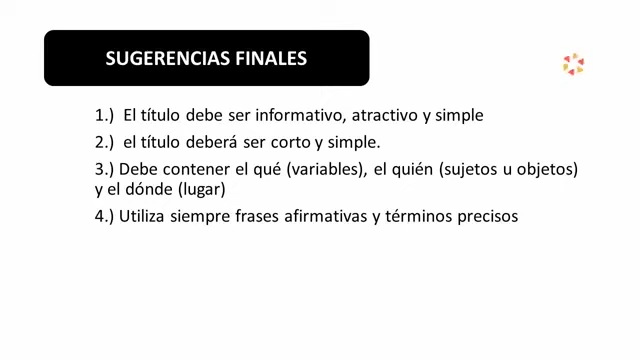 SUGERENCIAS FINALES
1.) El título debe ser informativo, atractivo y simple
2.) el título deberá ser corto y simple.
3.) Debe contener el qué (variables), el quién (sujetos u objetos)
y el dónde (lugar)
4.) Utiliza siempre frases afirmativas y términos precisos